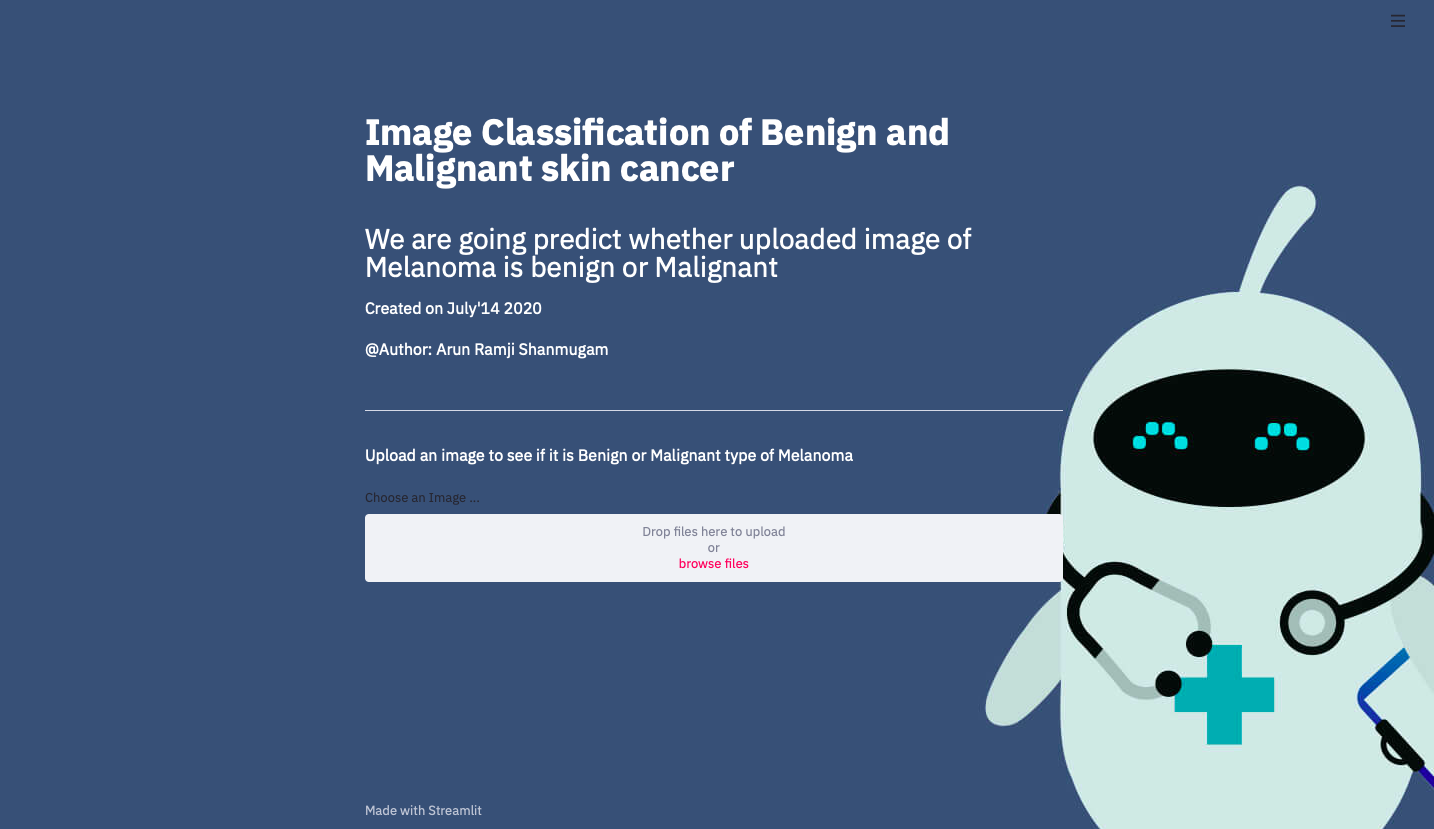 Image Classification of Benign and
Malignant skin cancer
We are going predict whether uploaded image of
Melanoma is benign or Malignant
Created on July'14 2020
@Author: Arun Ramji Shanmugam
Upload an image to see if it is Benign or Malignant type of Melanoma
Choose an Image ...
Drop files here to upload
or
browse files
Made with Streamlit